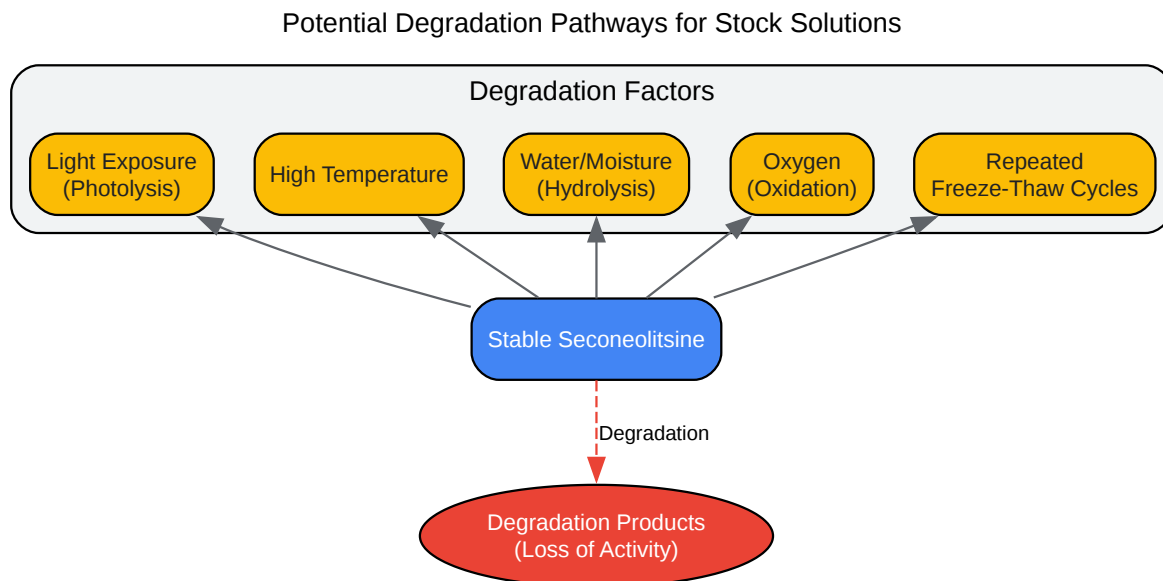 Potential Degradation Pathways for Stock Solutions
Degradation Factors
Light Exposure
(Photolysis)
High Temperature
Water/Moisture
(Hydrolysis)
Oxygen
(Oxidation)
Repeated
Freeze-Thaw Cycles
Stable Seconeolitsine
Degradation
Degradation Products
(Loss of Activity)